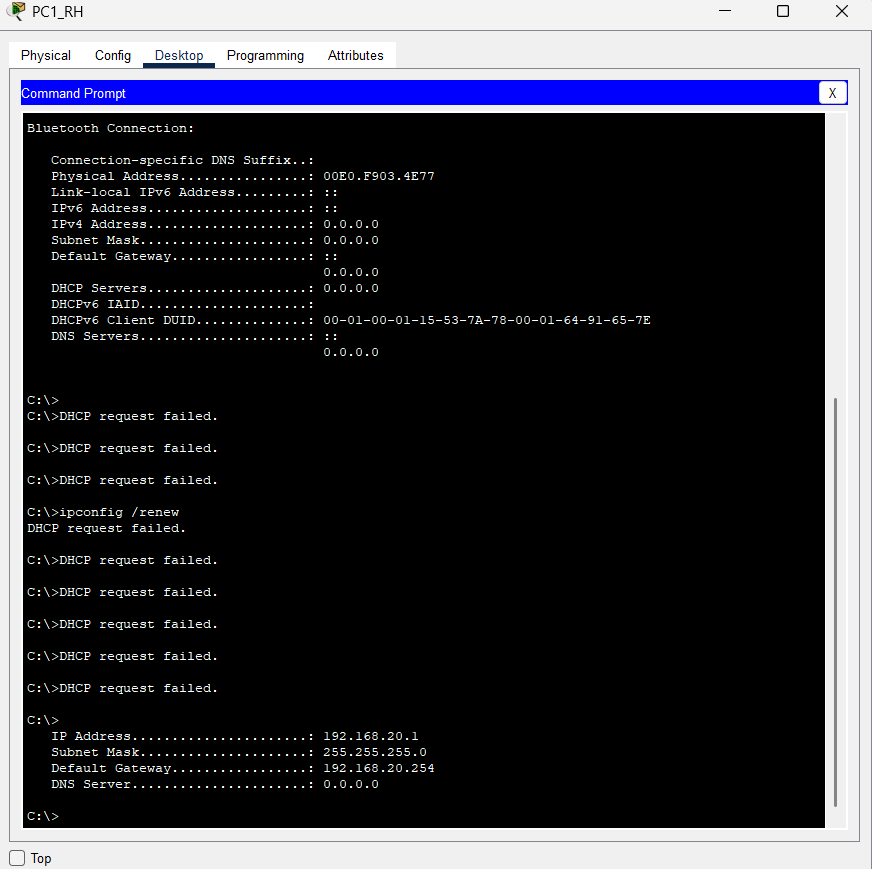 PC1_RH
Physical Config Desktop Programming Attributes
Command Prompt X
Bluetooth Connection:
Connection-specific DNS Suffix..:
Physical Address................: 00E0.F903.4E77
Link-local IPv6 Address.........: ::
IPv6 Address....................: ::
IPv4 Address....................: 0.0.0.0
Subnet Mask.....................: 0.0.0.0
Default Gateway.................: ::
0.0.0.0
DHCP Servers....................: 0.0.0.0
DHCPv6 IAID.....................:
DHCPv6 Client DUID..............: 00-01-00-01-15-53-7A-78-00-01-64-91-65-7E
DNS Servers.....................: ::
0.0.0.0
C:\>
C:\>DHCP request failed.
C:\>DHCP request failed.
C:\>DHCP request failed.
C:\>ipconfig /renew
DHCP request failed.
C:\>DHCP request failed.
C:\>DHCP request failed.
C:\>DHCP request failed.
C:\>DHCP request failed.
C:\>DHCP request failed.
C:\>
IP Address......................: 192.168.20.1
Subnet Mask.....................: 255.255.255.0
Default Gateway.................: 192.168.20.254
DNS Server......................: 0.0.0.0
C:\>
Top